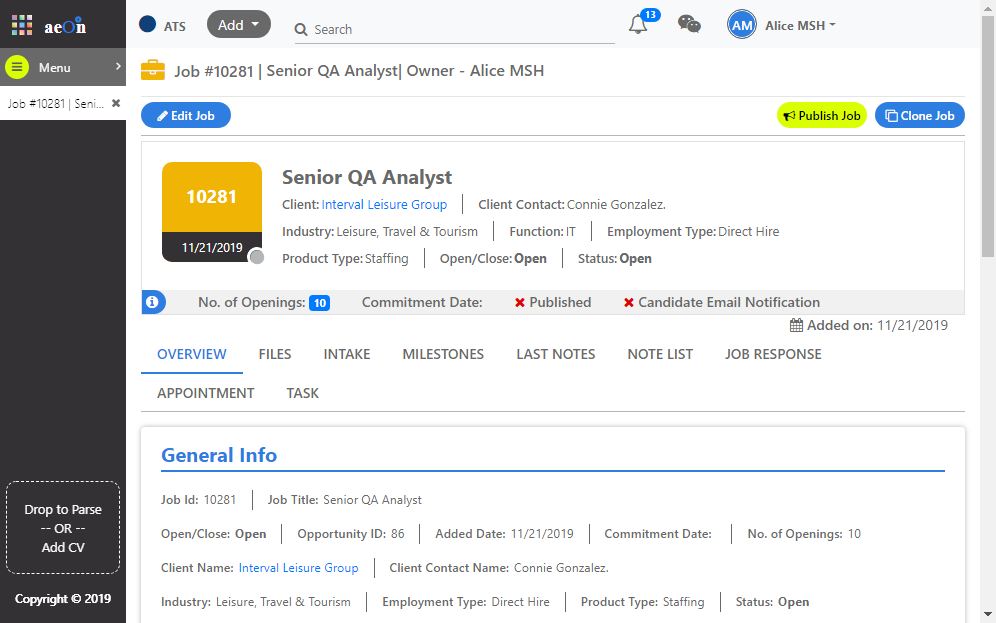 aeOn
ATS
Add
Search
13
AM
Alice MSH
Menu
Job #10281 | Seni...
Job #10281 | Senior QA Analyst| Owner - Alice MSH
Edit Job
Publish Job
Clone Job
10281
11/21/2019
Senior QA Analyst
Client: Interval Leisure Group
Client Contact: Connie Gonzalez.
Industry: Leisure, Travel & Tourism
Function: IT
Employment Type: Direct Hire
Product Type: Staffing
Open/Close: Open
Status: Open
No. of Openings: 10
Commitment Date:
Published
Candidate Email Notification
Added on: 11/21/2019
OVERVIEW
FILES
INTAKE
MILESTONES
LAST NOTES
NOTE LIST
JOB RESPONSE
APPOINTMENT
TASK
General Info
Job Id: 10281
Job Title: Senior QA Analyst
Open/Close: Open
Opportunity ID: 86
Added Date: 11/21/2019
Commitment Date:
No. of Openings: 10
Client Name: Interval Leisure Group
Client Contact Name: Connie Gonzalez.
Industry: Leisure, Travel & Tourism
Employment Type: Direct Hire
Product Type: Staffing
Status: Open
Drop to Parse
-- OR --
Add CV
Copyright © 2019